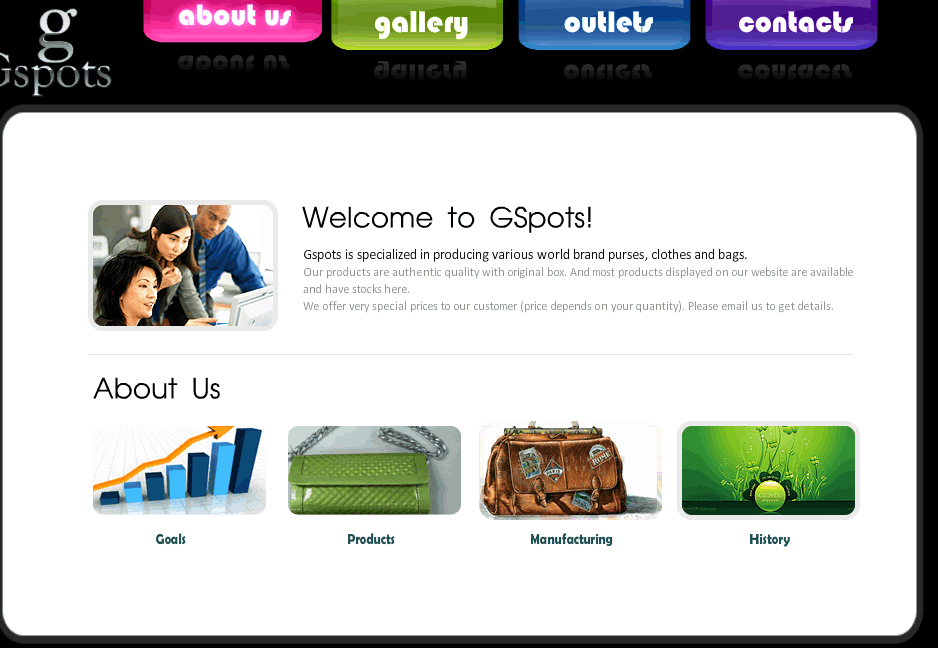 about us
gallery
outlets
contacts
g
Gspots
Welcome to GSpots!
Gspots is specialized in producing various world brand purses, clothes and bags.
Our products are authentic quality with original box. And most products displayed on our website are available
and have stocks here.
We offer very special prices to our customer (price depends on your quantity). Please email us to get details.
About Us
PARIS
ROME
CLOVER
Goals
Products
Manufacturing
History